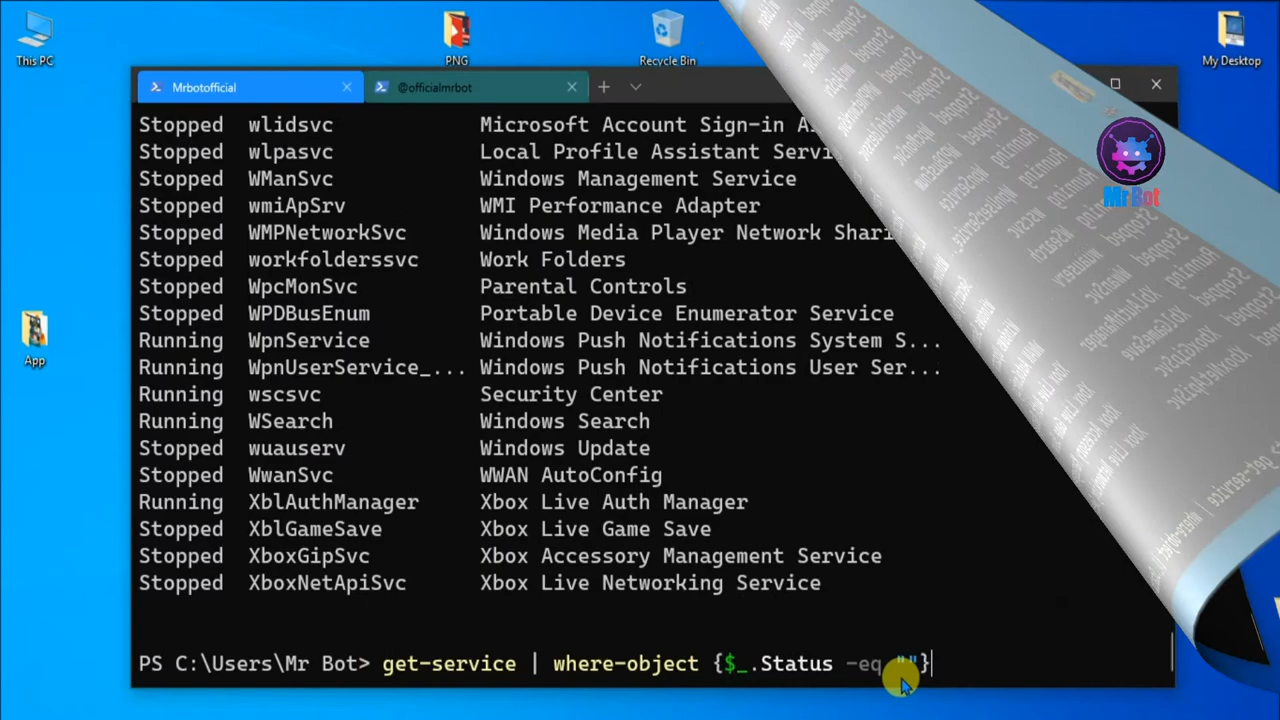 This PC
PNG
Recycle Bin
My Desktop
Mrbotofficial
@officialmrbot
Stopped wlidsvc Microsoft Account Sign-in
Stopped wlpasvc Local Profile Assistant
Stopped WManSvc Windows Management Service
Stopped wmiApSrv WMI Performance Adapter
Stopped WMPNetworkSvc Windows Media Player Network
Stopped workfolderssvc Work Folders
Stopped WpcMonSvc Parental Controls
Stopped WPDBusEnum Portable Device Enumerator Service
Running WpnService Windows Push Notifications System S...
Running WpnUserService_... Windows Push Notifications User Ser...
Running wscsvc Security Center
Running WSearch Windows Search
Stopped wuauserv Windows Update
Stopped WwanSvc WWAN AutoConfig
Running XblAuthManager Xbox Live Auth Manager
Stopped XblGameSave Xbox Live Game Save
Stopped XboxGipSvc Xbox Accessory Management Service
Stopped XboxNetApiSvc Xbox Live Networking Service
PS C:\Users\Mr Bot> get-service | where-object {$_.Status -eq ""}
Mr Bot
App